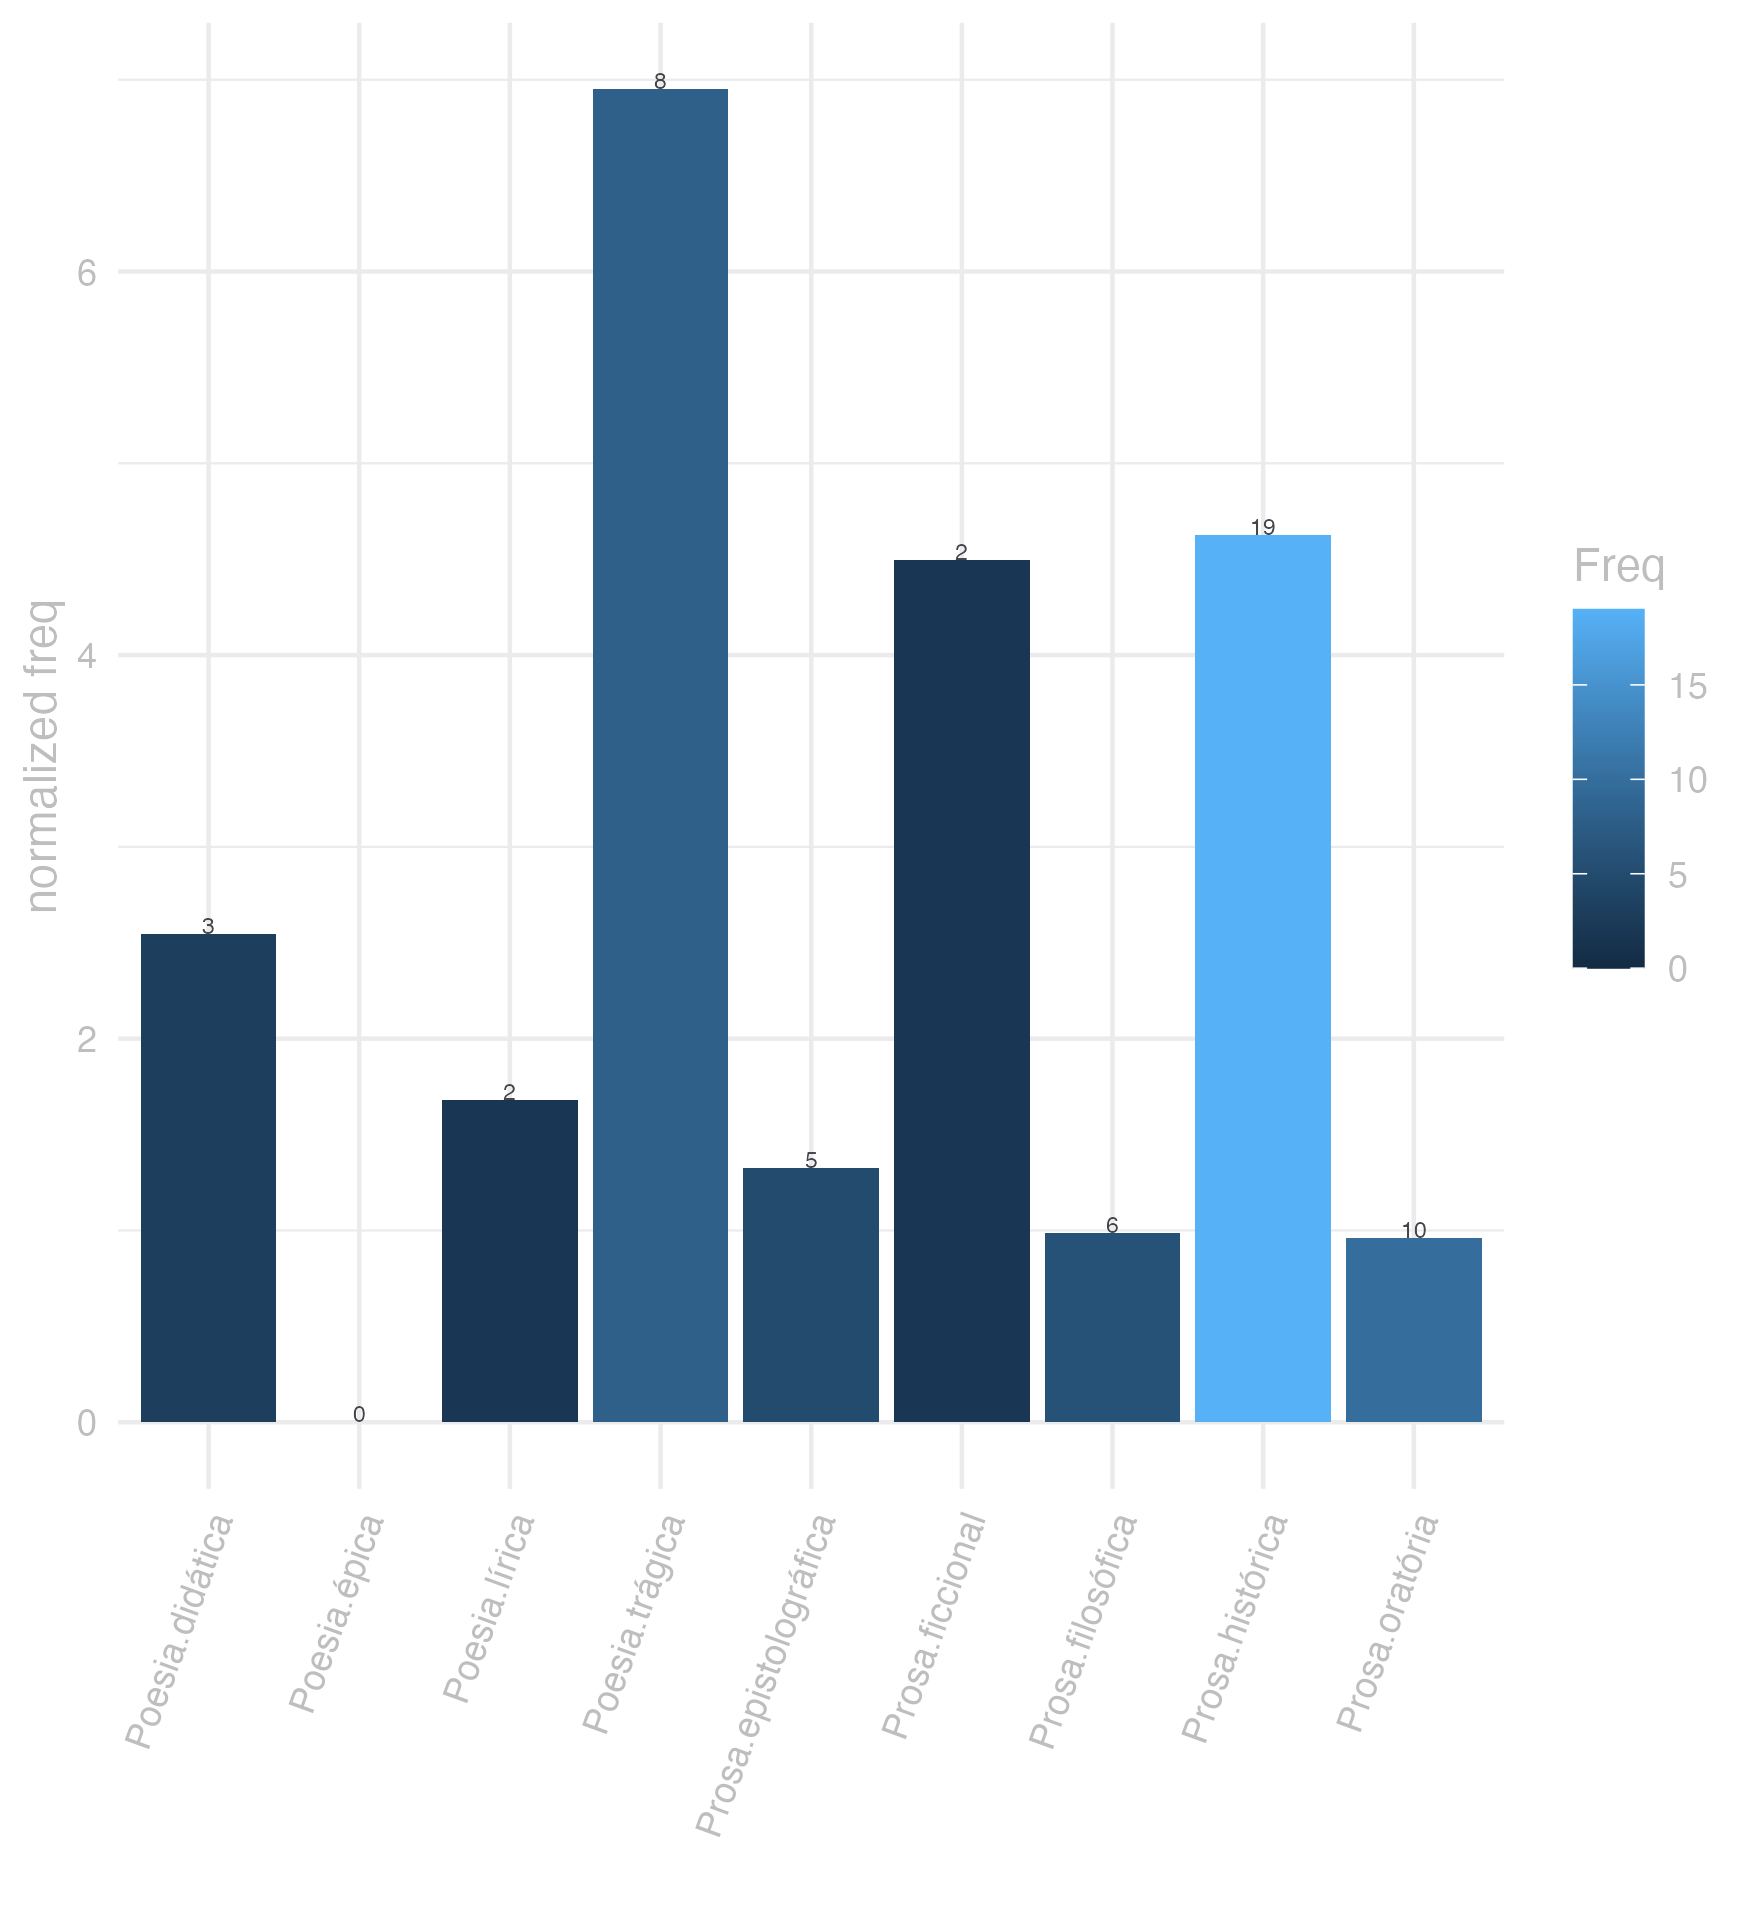 8
6
19
2
Freq
normalized freq
4
15
10
5
0
3
2
2
5
6
10
0
0
Poesia.didática
Poesia.épica
Poesia.lírica
Poesia.trágica
Prosa.epistolográfica
Prosa.ficcional
Prosa.filosófica
Prosa.histórica
Prosa.oratória